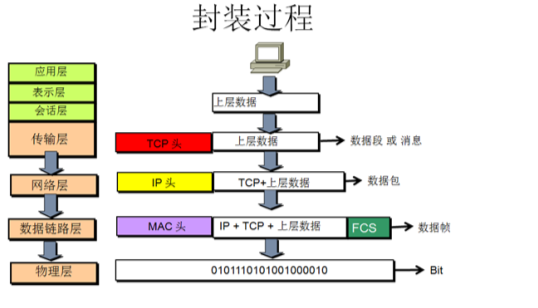 封装过程
应用层
表示层
会话层
上层数据
传输层
TCP 头
上层数据
数据段 或 消息
网络层
IP 头
TCP+上层数据
数据包
数据链路层
MAC 头
IP + TCP + 上层数据
FCS
数据帧
物理层
0101110101001000010
Bit